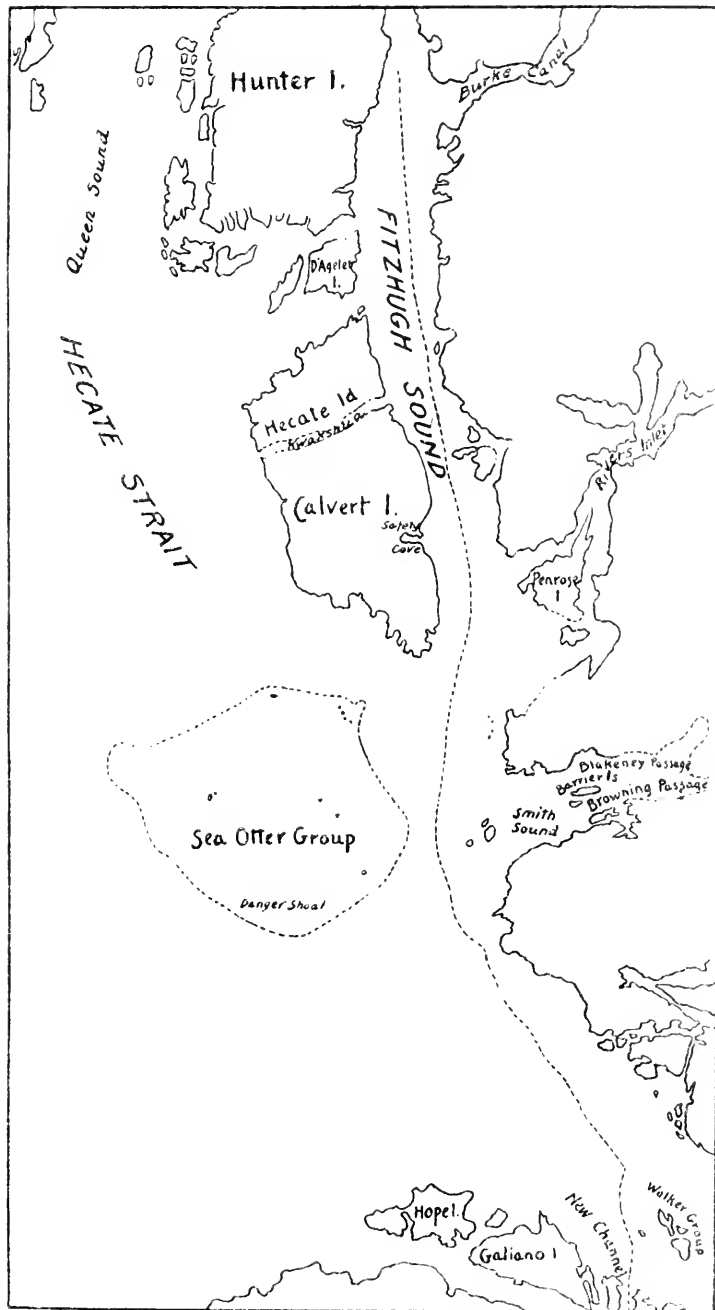 Hunter I.
Burke Canal
Queen Sound
FITZHUGH SOUND
D'Agelet
I.
HECATE STRAIT
Hecate Id
Kwakshua
Calvert I.
Safety
Cove
Rivers Inlet
Penrose
I
Blakeney Passage
Barrier Is
Browning Passage
Smith
Sound
Sea Otter Group
Danger Shoal
Hope I.
Galiano I
New Channel
Walker Group